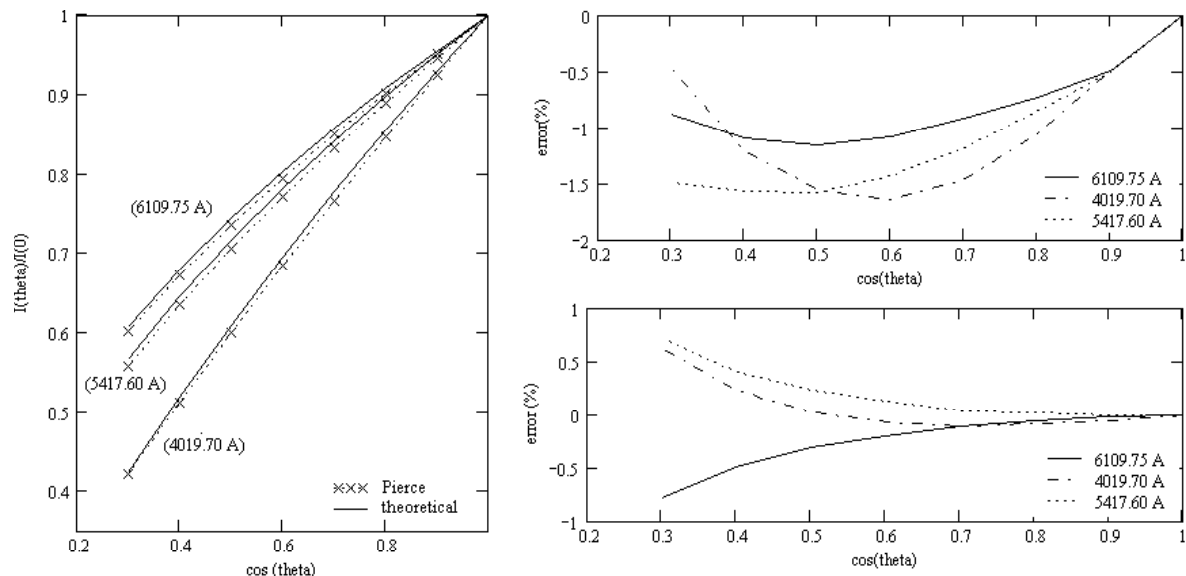 1
0.9
0.8
0.7
0.6
0.5
0.4
I(theta)/I(0)
(6109.75 A)
(5417.60 A)
(4019.70 A)
××× Pierce
theoretical
0.2 0.4 0.6 0.8
cos (theta)
0
−0.5
−1
−1.5
−2
error(%)
6109.75 A
4019.70 A
5417.60 A
0.2 0.3 0.4 0.5 0.6 0.7 0.8 0.9 1
cos(theta)
1
0.5
0
−0.5
−1
error (%)
6109.75 A
4019.70 A
5417.60 A
0.2 0.3 0.4 0.5 0.6 0.7 0.8 0.9 1
cos(theta)